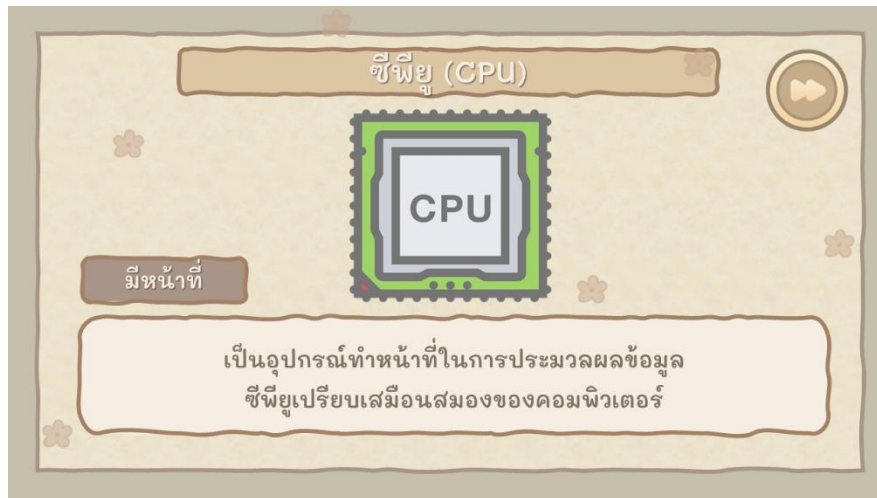 ซีพียู (CPU)
CPU
มีหน้าที่
เป็นอุปกรณ์ทำหน้าที่ในการประมวลผลข้อมูล
ซีพียูเปรียบเสมือนสมองของคอมพิวเตอร์